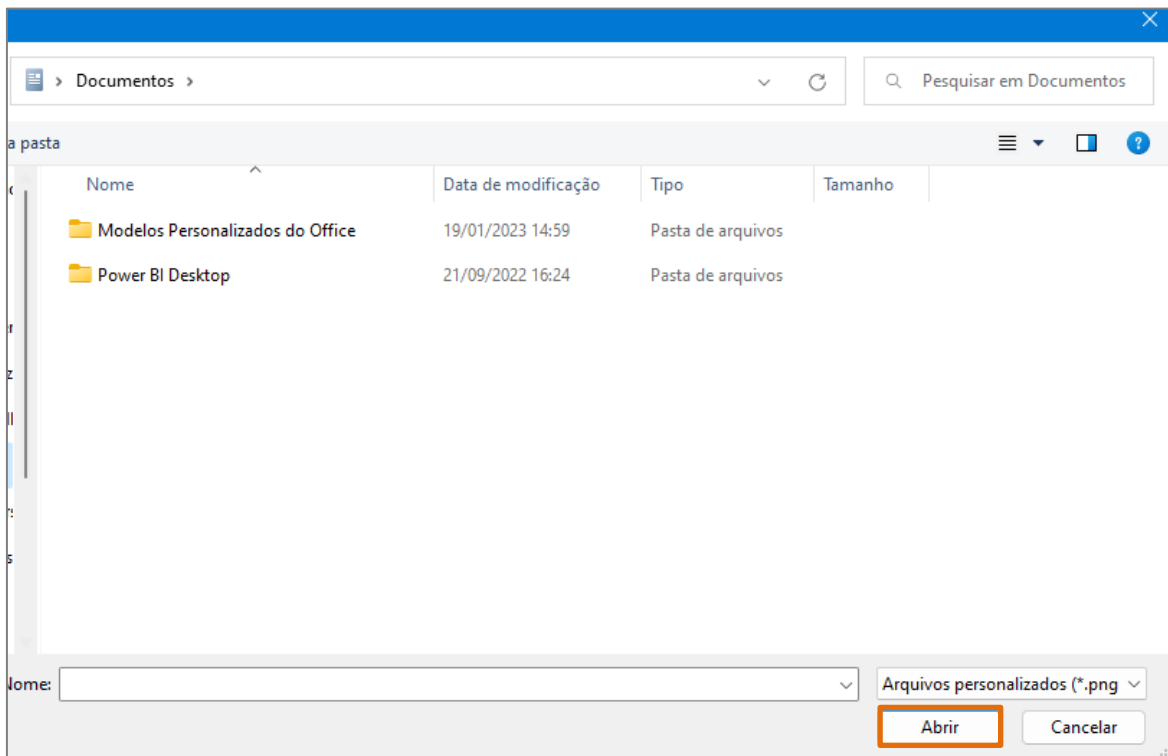 Documentos
Pesquisar em Documentos
a pasta
Nome Data de modificação Tipo Tamanho
Modelos Personalizados do Office 19/01/2023 14:59 Pasta de arquivos
Power BI Desktop 21/09/2022 16:24 Pasta de arquivos
Nome: Arquivos personalizados (*.png
Abrir Cancelar